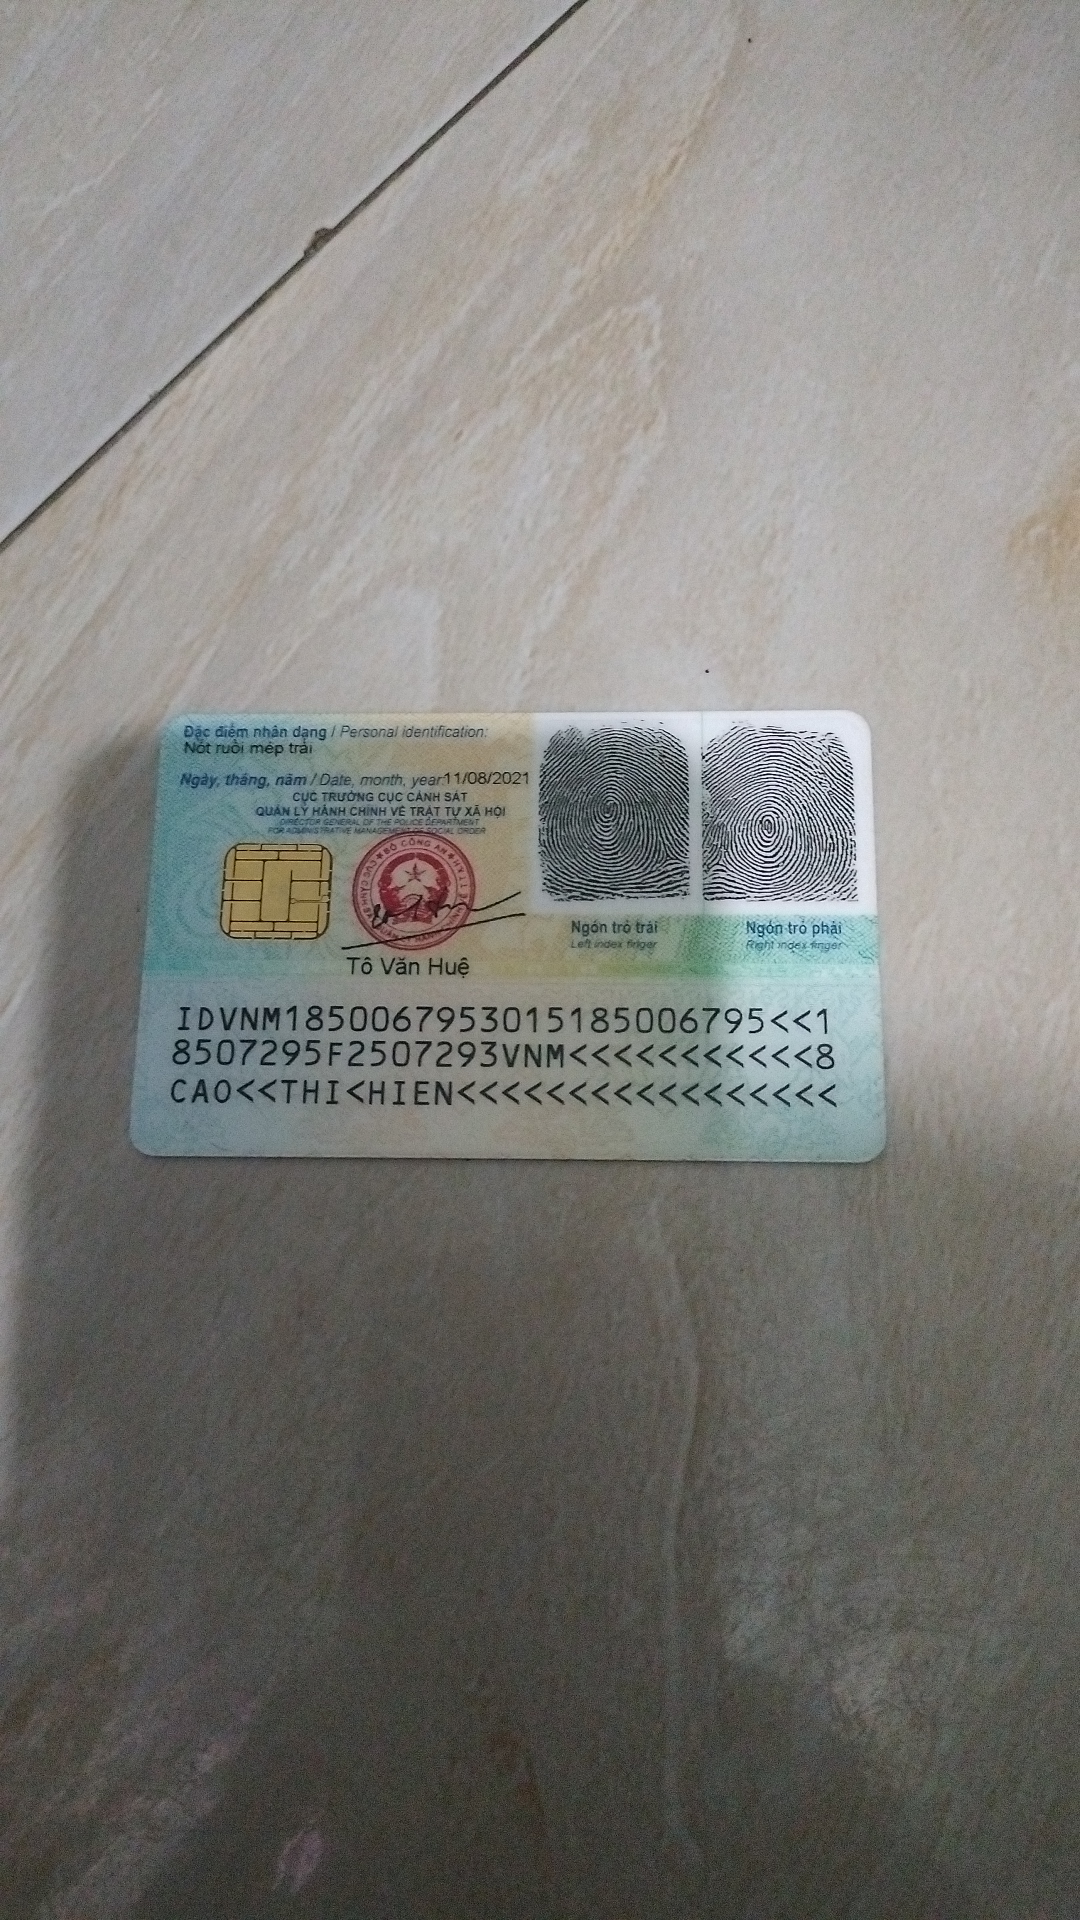 Đặc điểm nhân dạng / Personal identification:
Nốt ruồi mép trái
Ngày, tháng, năm / Date, month, year: 11/08/2021
CỤC TRƯỞNG CỤC CẢNH SÁT
QUẢN LÝ HÀNH CHÍNH VỀ TRẬT TỰ XÃ HỘI
DIRECTOR GENERAL OF THE POLICE DEPARTMENT
FOR ADMINISTRATIVE MANAGEMENT OF SOCIAL ORDER
BỘ CÔNG AN
Tô Văn Huệ
Ngón trỏ trái
Left index finger
Ngón trỏ phải
Right index finger
IDVNM1850067953015185006795<<1
8507295F2507293VNM<<<<<<<<<<<8
CAO<<THI<HIEN<<<<<<<<<<<<<<<<<